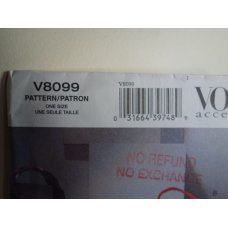 V8099
PATTERN/PATRON
ONE SIZE
UNE SEULE TAILLE
V8099
0 31664 39748 9
VO
acce
NO REFUND
NO EXCHANGE